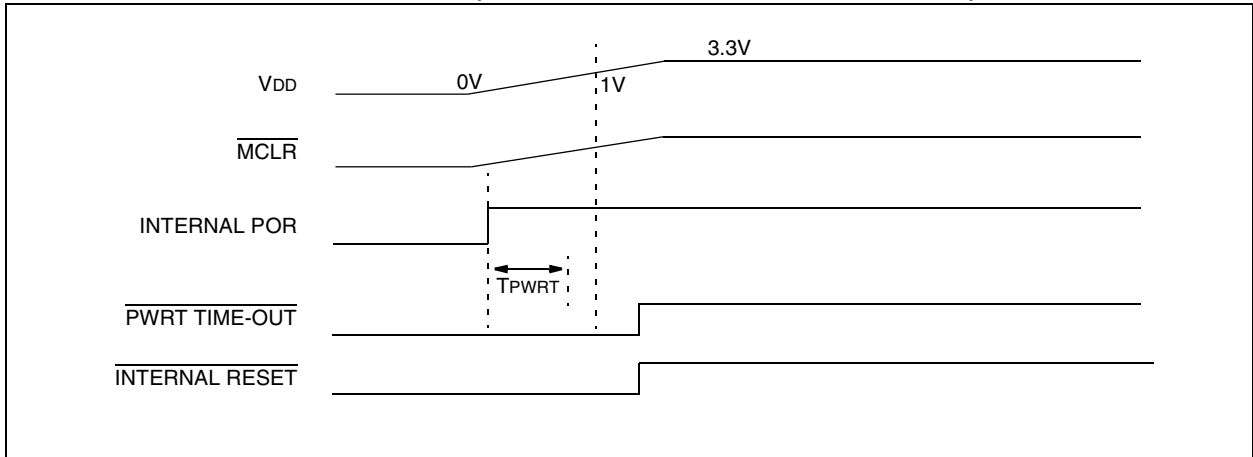 3.3V
VDD 0V 1V
MCLR
INTERNAL POR
TPWRT
PWRT TIME-OUT
INTERNAL RESET